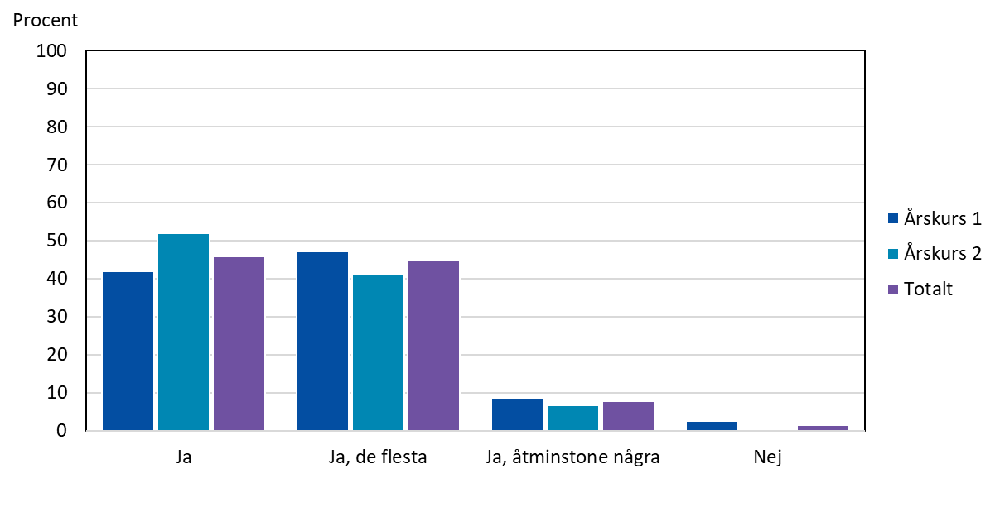 Procent
100
90
80
70
60
50
40
30
20
10
0
Ja
Ja, de flesta
Ja, åtminstone några
Nej
Årskurs 1
Årskurs 2
Totalt